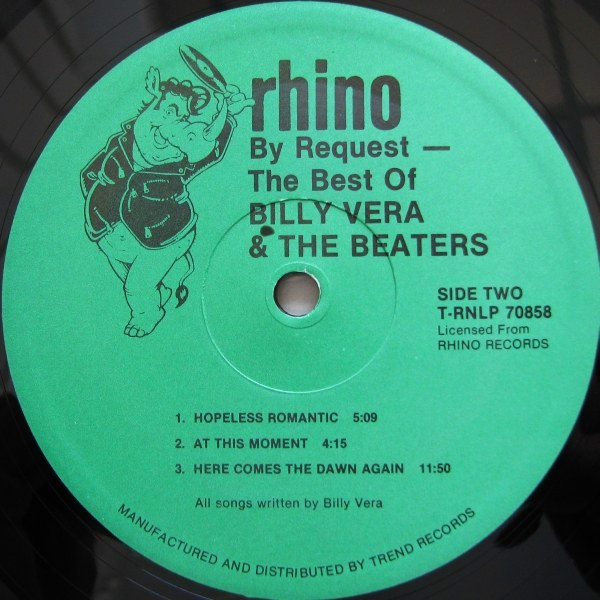 rhino
By Request —
The Best Of
BILLY VERA
& THE BEATERS
SIDE TWO
T-RNLP 70858
Licensed From
RHINO RECORDS
1. HOPELESS ROMANTIC 5:09
2. AT THIS MOMENT 4:15
3. HERE COMES THE DAWN AGAIN 11:50
All songs written by Billy Vera
MANUFACTURED AND DISTRIBUTED BY TREND RECORDS